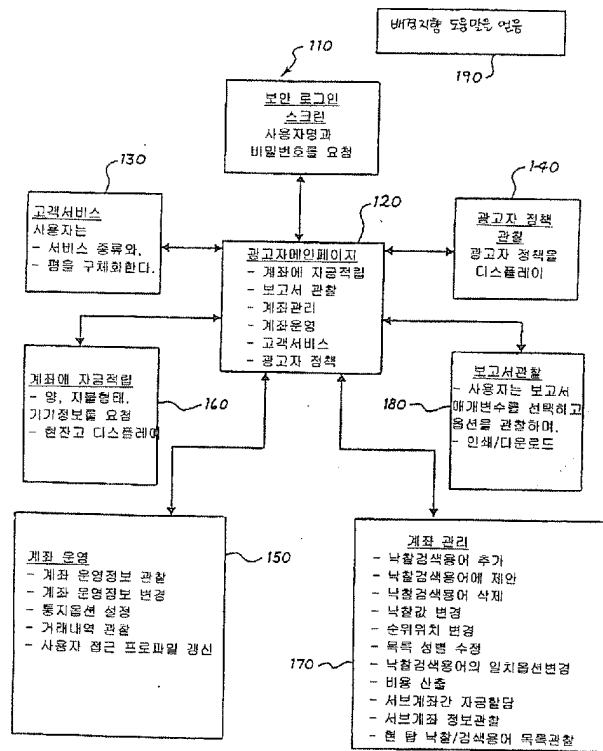 110
배경지향 도움말을 얻음
190
보안 로그인
스크린
사용자명과
비밀번호를 요청
130
고객서비스
사용자는
- 서비스 종류와,
- 평을 구체화한다.
120
광고자메인페이지
- 계좌에 자금적립
- 보고서 관찰
- 계좌관리
- 계좌운영
- 고객서비스
- 광고자 정책
140
광고자 정책
관찰
광고자 정책을
디스플레이
계좌에 자금적립
- 양, 지불형태,
기기정보를 요청
- 현잔고 디스플레이
160
보고서관찰
- 사용자는 보고서
매개변수를 선택하고
옵션을 관찰하며,
- 인쇄/다운로드
180
계좌 운영
- 계좌 운영정보 관찰
- 계좌 운영정보 변경
- 통지옵션 설정
- 거래내역 관찰
- 사용자 접근 프로파일 갱신
150
계좌 관리
- 낙찰검색용어 추가
- 낙찰검색용어에 제안
- 낙찰검색용어 삭제
- 낙찰값 변경
- 순위위치 변경
- 목록 성별 수정
- 낙찰검색용어의 일치옵션변경
- 비용 산출
- 서브계좌간 자금할당
- 서브계좌 정보관찰
- 현 탑 낙찰/검색용어 목록관찰
170